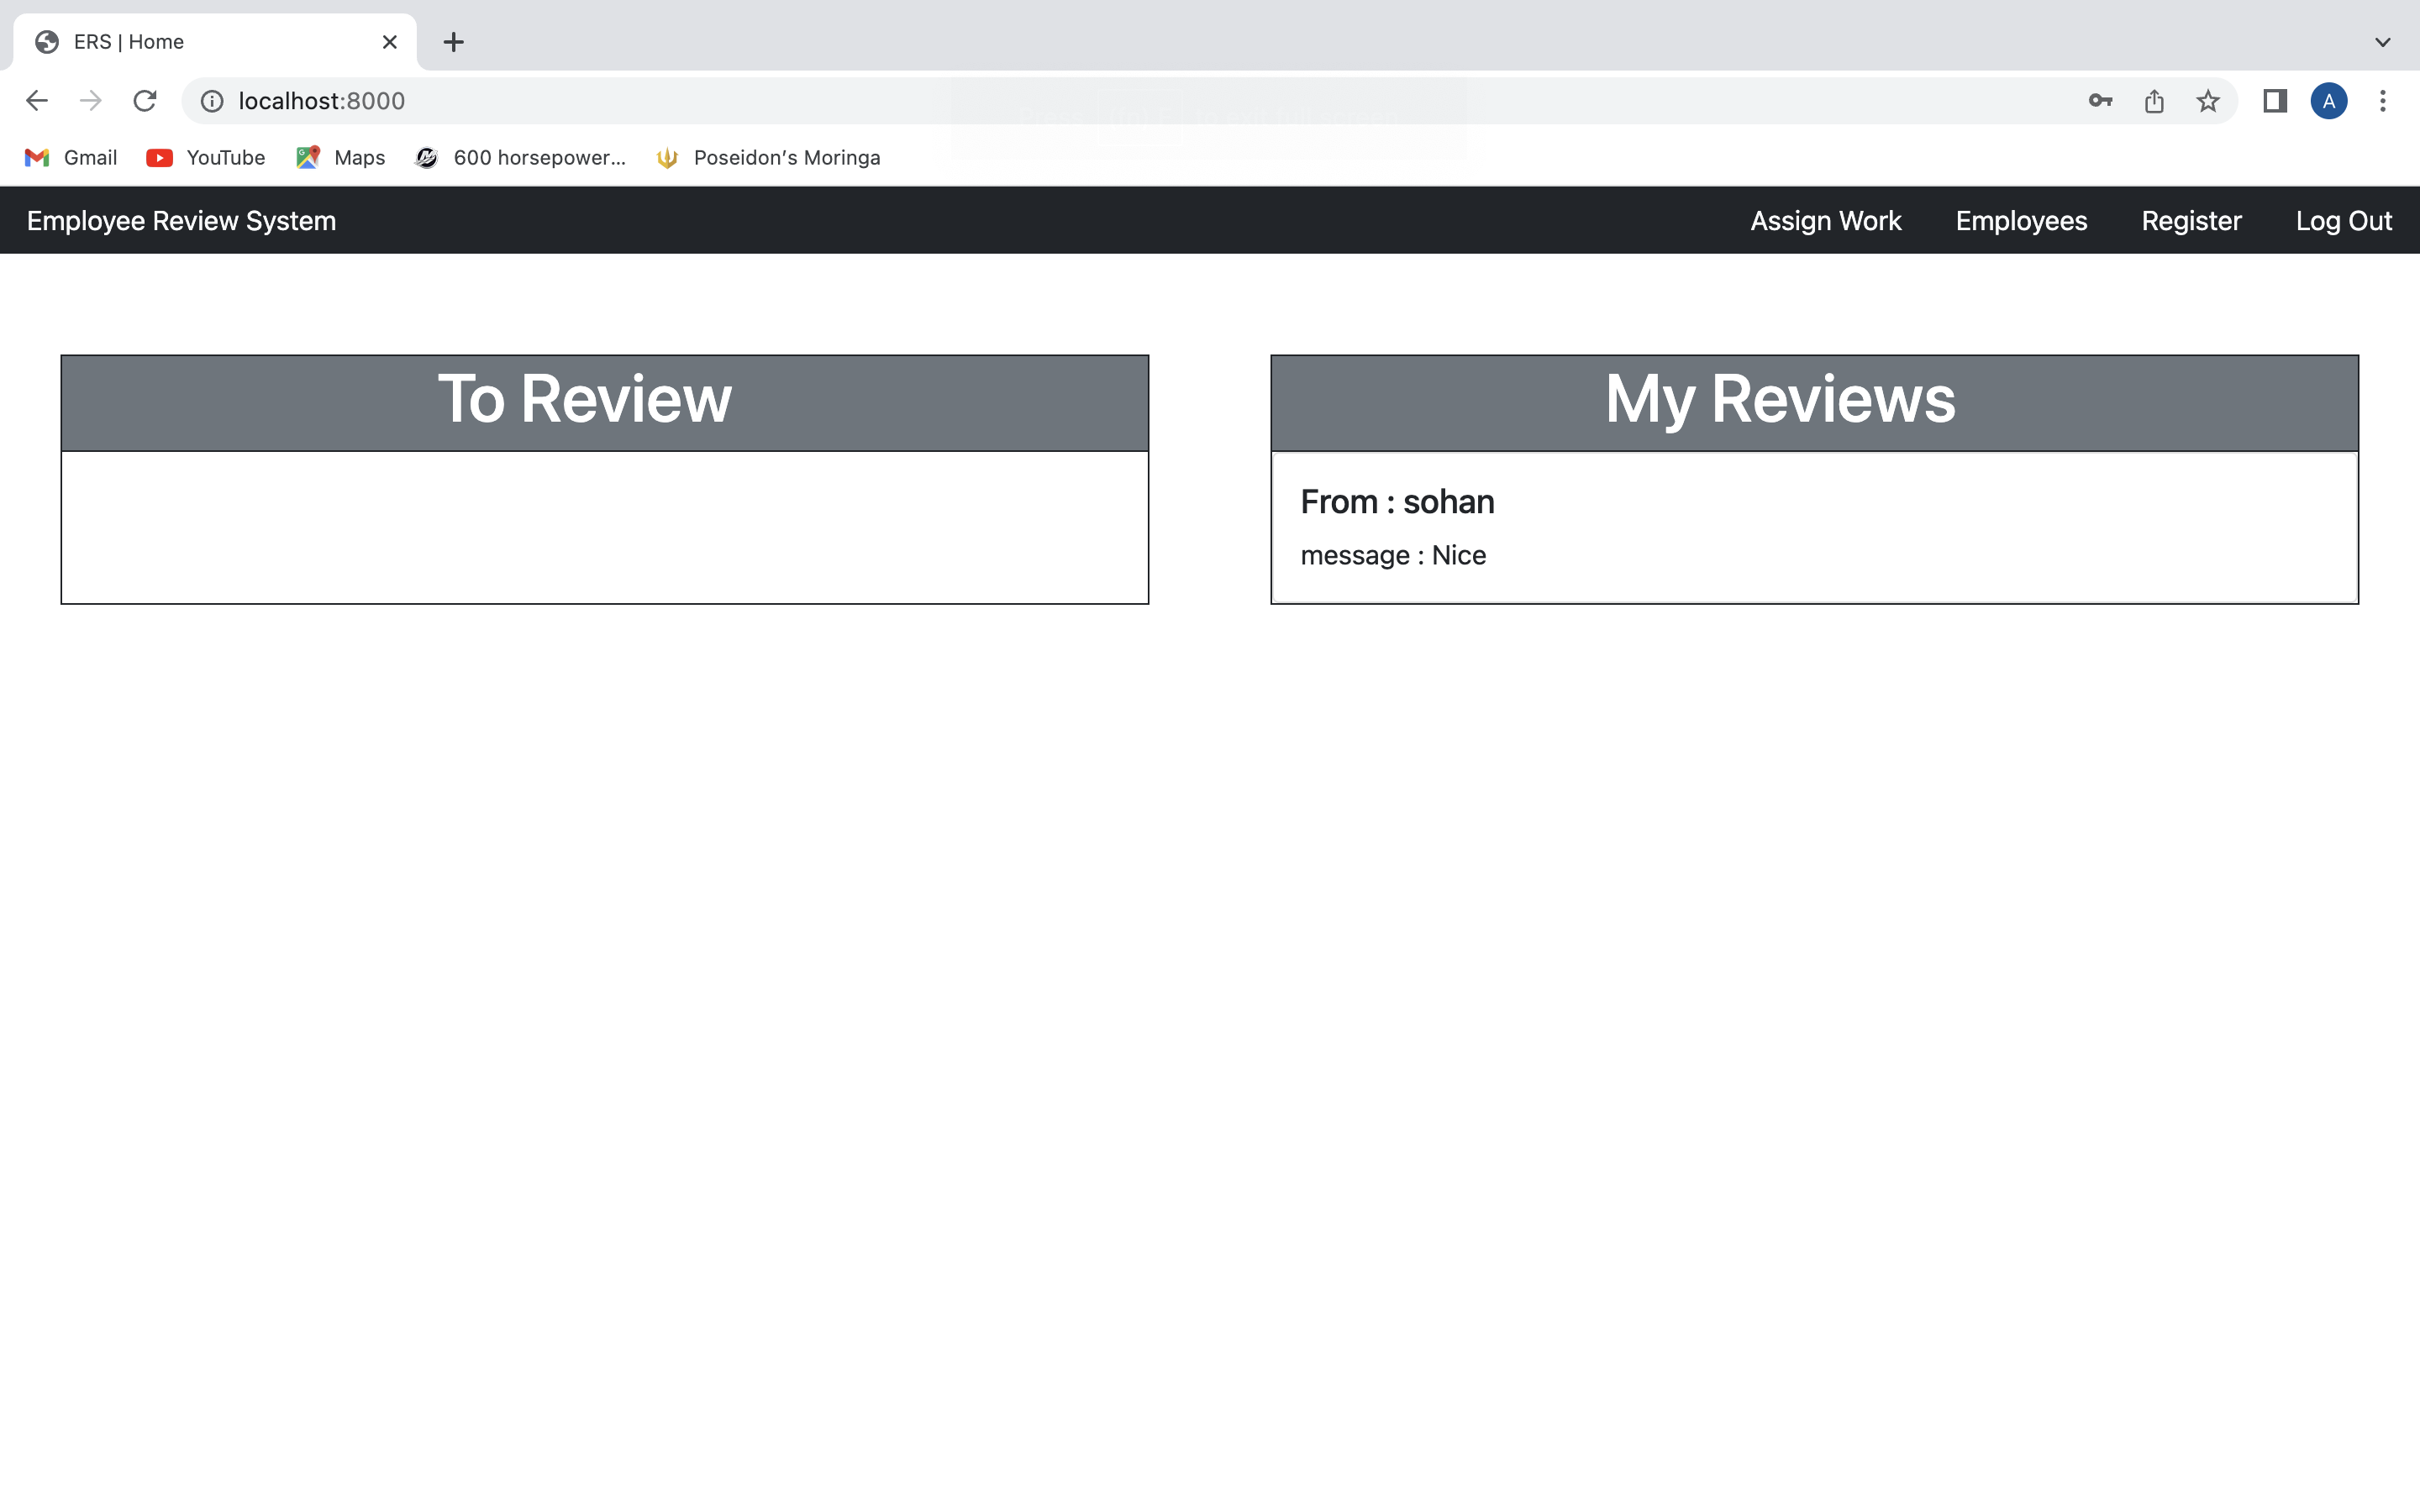 ERS | Home
localhost:8000
A
Gmail
YouTube
Maps
600 horsepower...
Poseidon's Moringa
Employee Review System
Assign Work
Employees
Register
Log Out
To Review
My Reviews
From : sohan
message : Nice